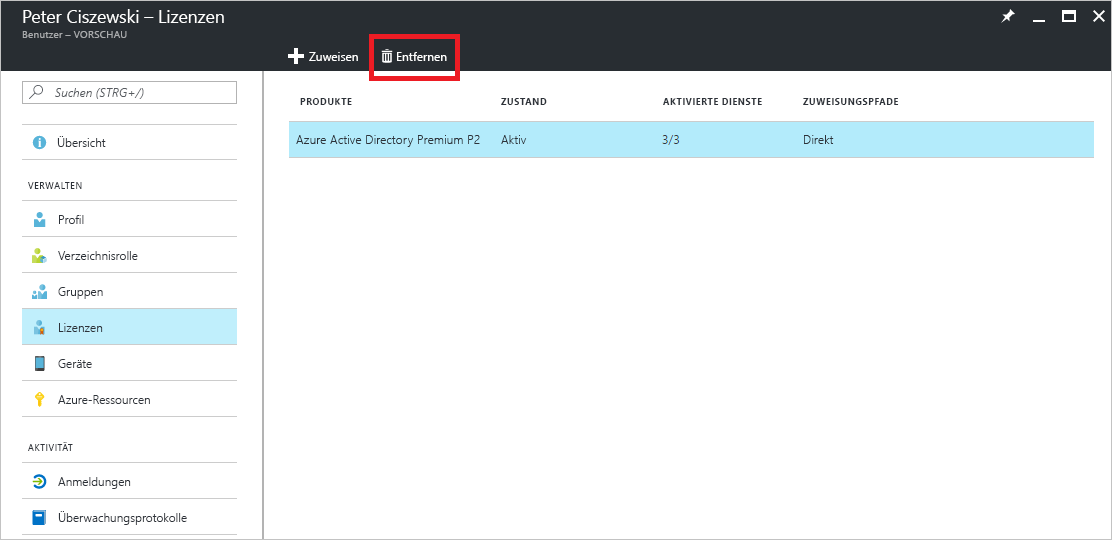 Peter Ciszewski – Lizenzen
Benutzer – VORSCHAU
Zuweisen Entfernen
Suchen (STRG+/)
Übersicht
VERWALTEN
Profil
Verzeichnisrolle
Gruppen
Lizenzen
Geräte
Azure-Ressourcen
AKTIVITÄT
Anmeldungen
Überwachungsprotokolle
PRODUKTE ZUSTAND AKTIVIERTE DIENSTE ZUWEISUNGSPFADE
Azure Active Directory Premium P2 Aktiv 3/3 Direkt